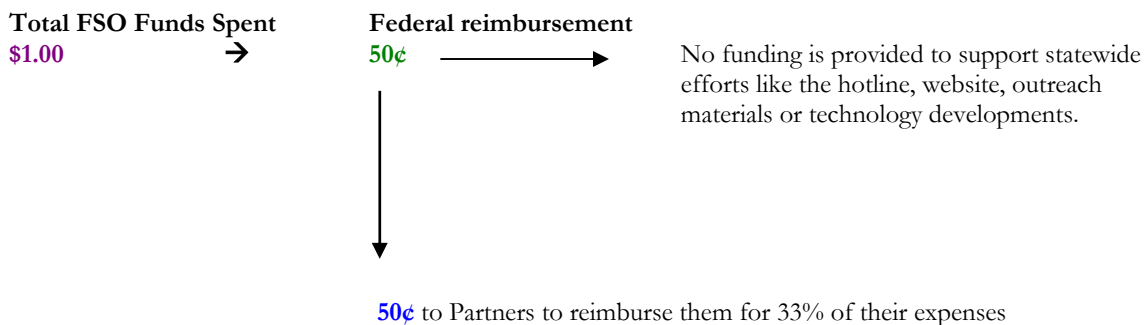 Total FSO Funds Spent Federal reimbursement
$1.00 → 50¢ No funding is provided to support statewide
efforts like the hotline, website, outreach
materials or technology developments.
50¢ to Partners to reimburse them for 33% of their expenses